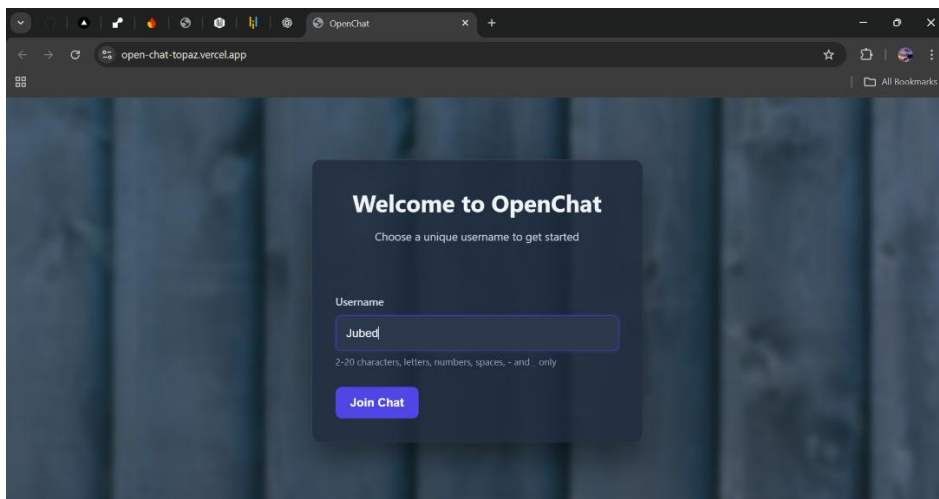 OpenChat
open-chat-topaz.vercel.app
All Bookmarks
Welcome to OpenChat
Choose a unique username to get started
Username
Jubed
2-20 characters, letters, numbers, spaces, - and _ only
Join Chat